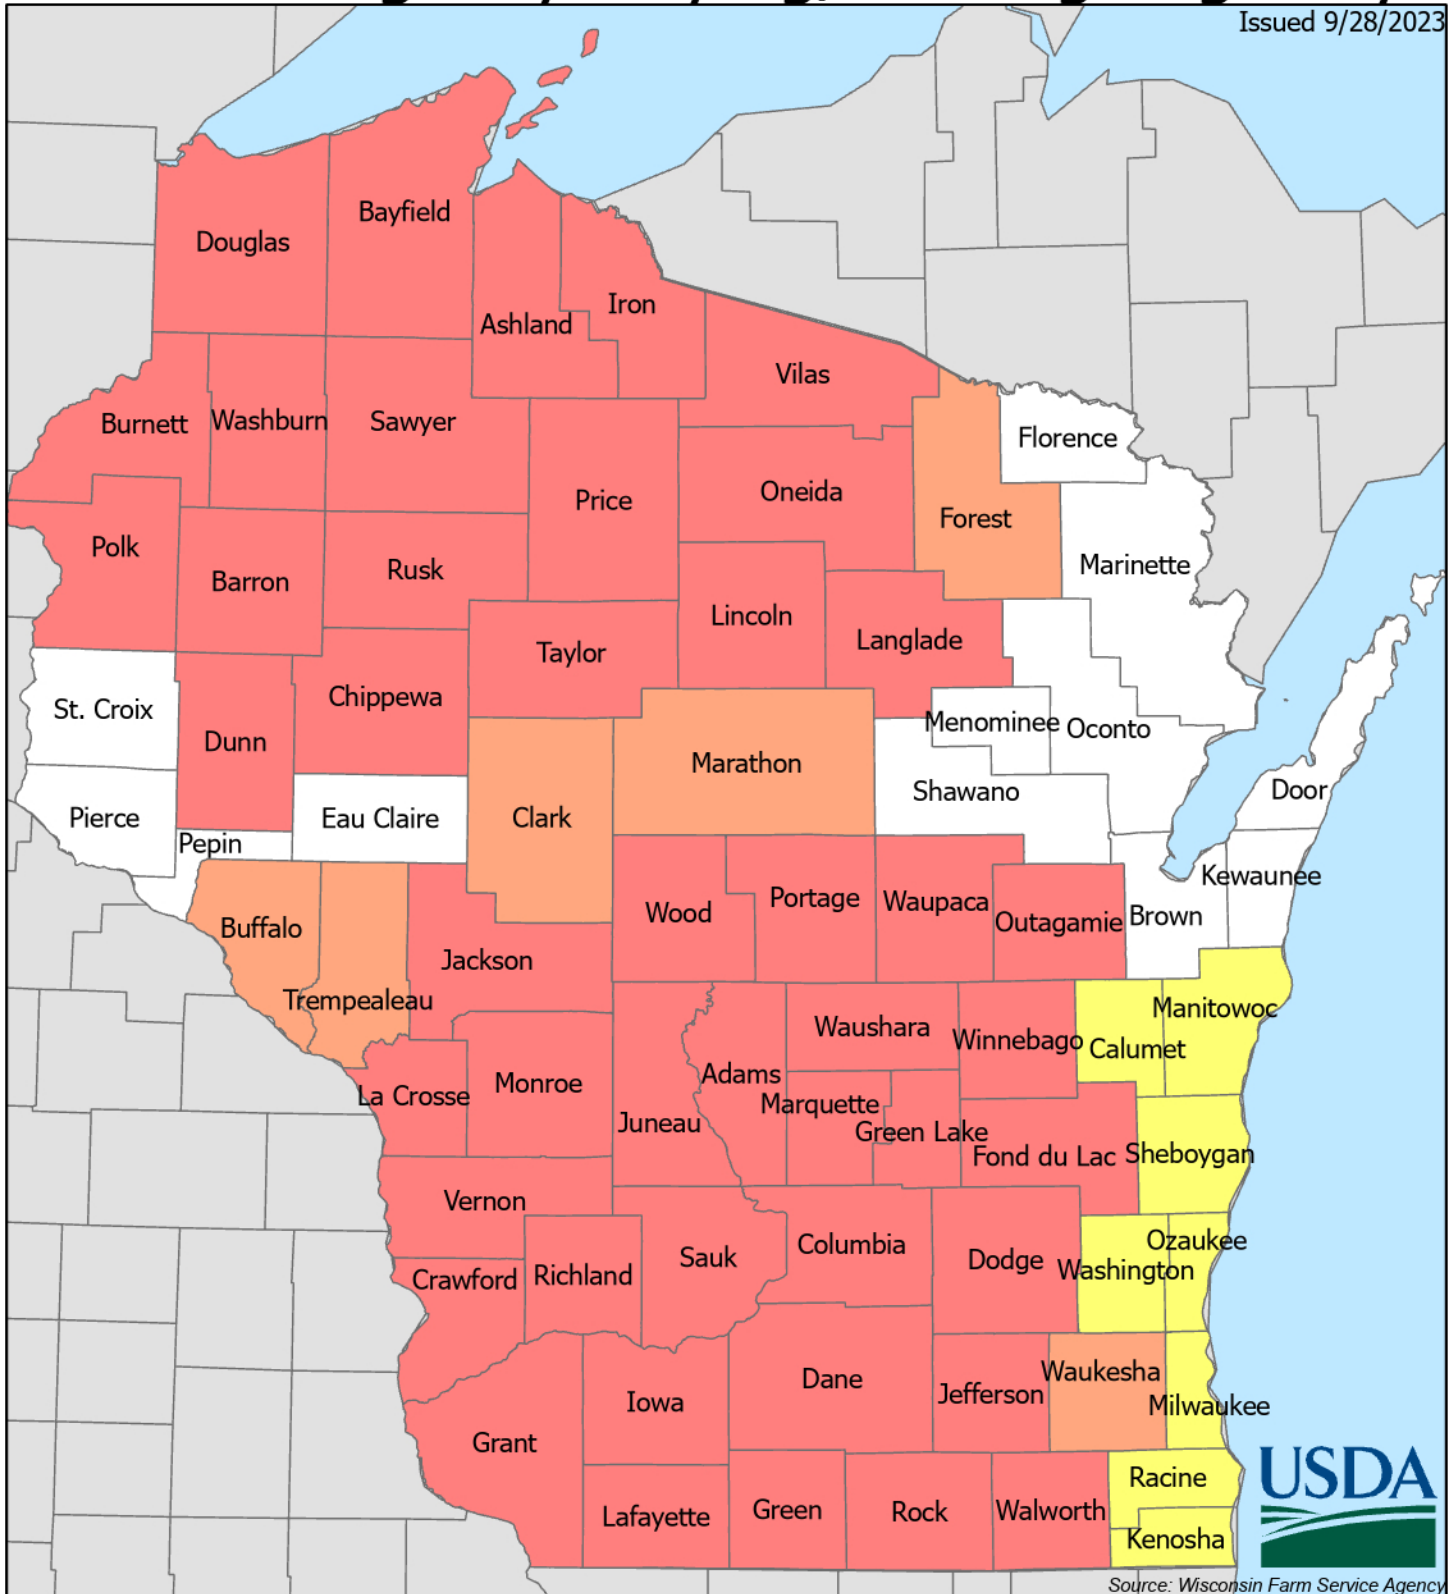 Issued 9/28/2023
Bayfield
Douglas
Iron
Ashland
Vilas
Burnett
Washburn
Sawyer
Florence
Price
Oneida
Forest
Polk
Marinette
Rusk
Barron
Lincoln
Langlade
Taylor
Chippewa
St. Croix
Menominee
Oconto
Dunn
Marathon
Shawano
Door
Pierce
Eau Claire
Clark
Pepin
Kewaunee
Wood
Portage
Waupaca
Outagamie
Brown
Buffalo
Jackson
Trempealeau
Manitowoc
Waushara
Winnebago
Calumet
Adams
Monroe
La Crosse
Marquette
Juneau
Green Lake
Fond du Lac
Sheboygan
Vernon
Ozaukee
Columbia
Sauk
Dodge
Washington
Crawford
Richland
Waukesha
Dane
Jefferson
Iowa
Milwaukee
Grant
USDA
Racine
Lafayette
Green
Rock
Walworth
Kenosha
Source: Wisconsin Farm Service Agency